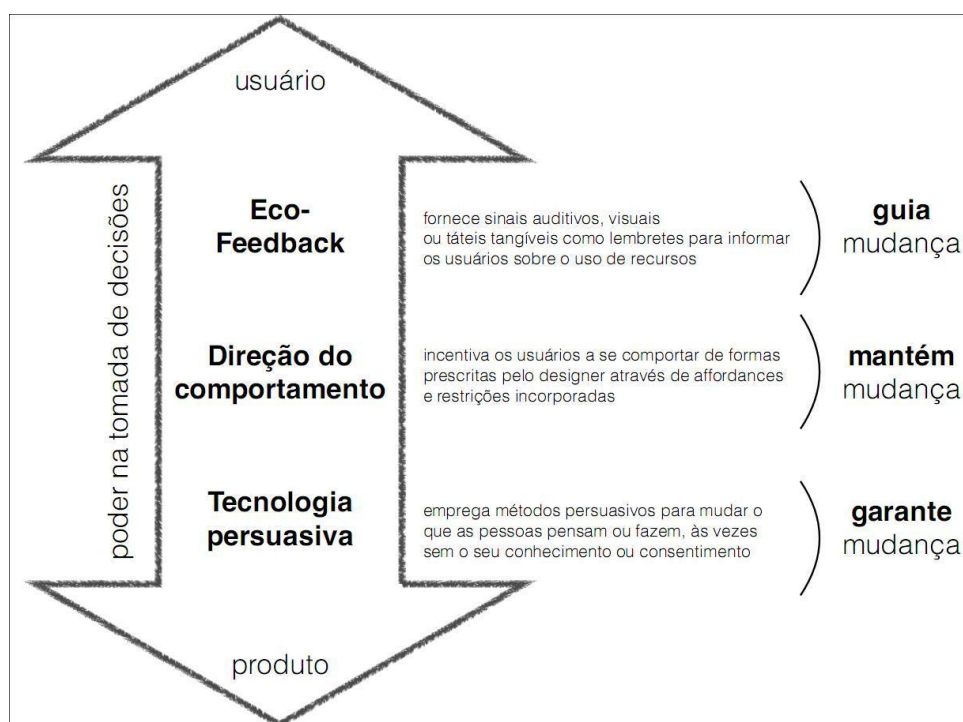 usuário
poder na tomada de decisões
Eco-
Feedback
fornece sinais auditivos, visuais
ou táteis tangíveis como lembretes para informar
os usuários sobre o uso de recursos
guia
mudança
Direção do
comportamento
incentiva os usuários a se comportar de formas
prescritas pelo designer através de affordances
e restrições incorporadas
mantém
mudança
Tecnologia
persuasiva
emprega métodos persuasivos para mudar o
que as pessoas pensam ou fazem, às vezes
sem o seu conhecimento ou consentimento
garante
mudança
produto